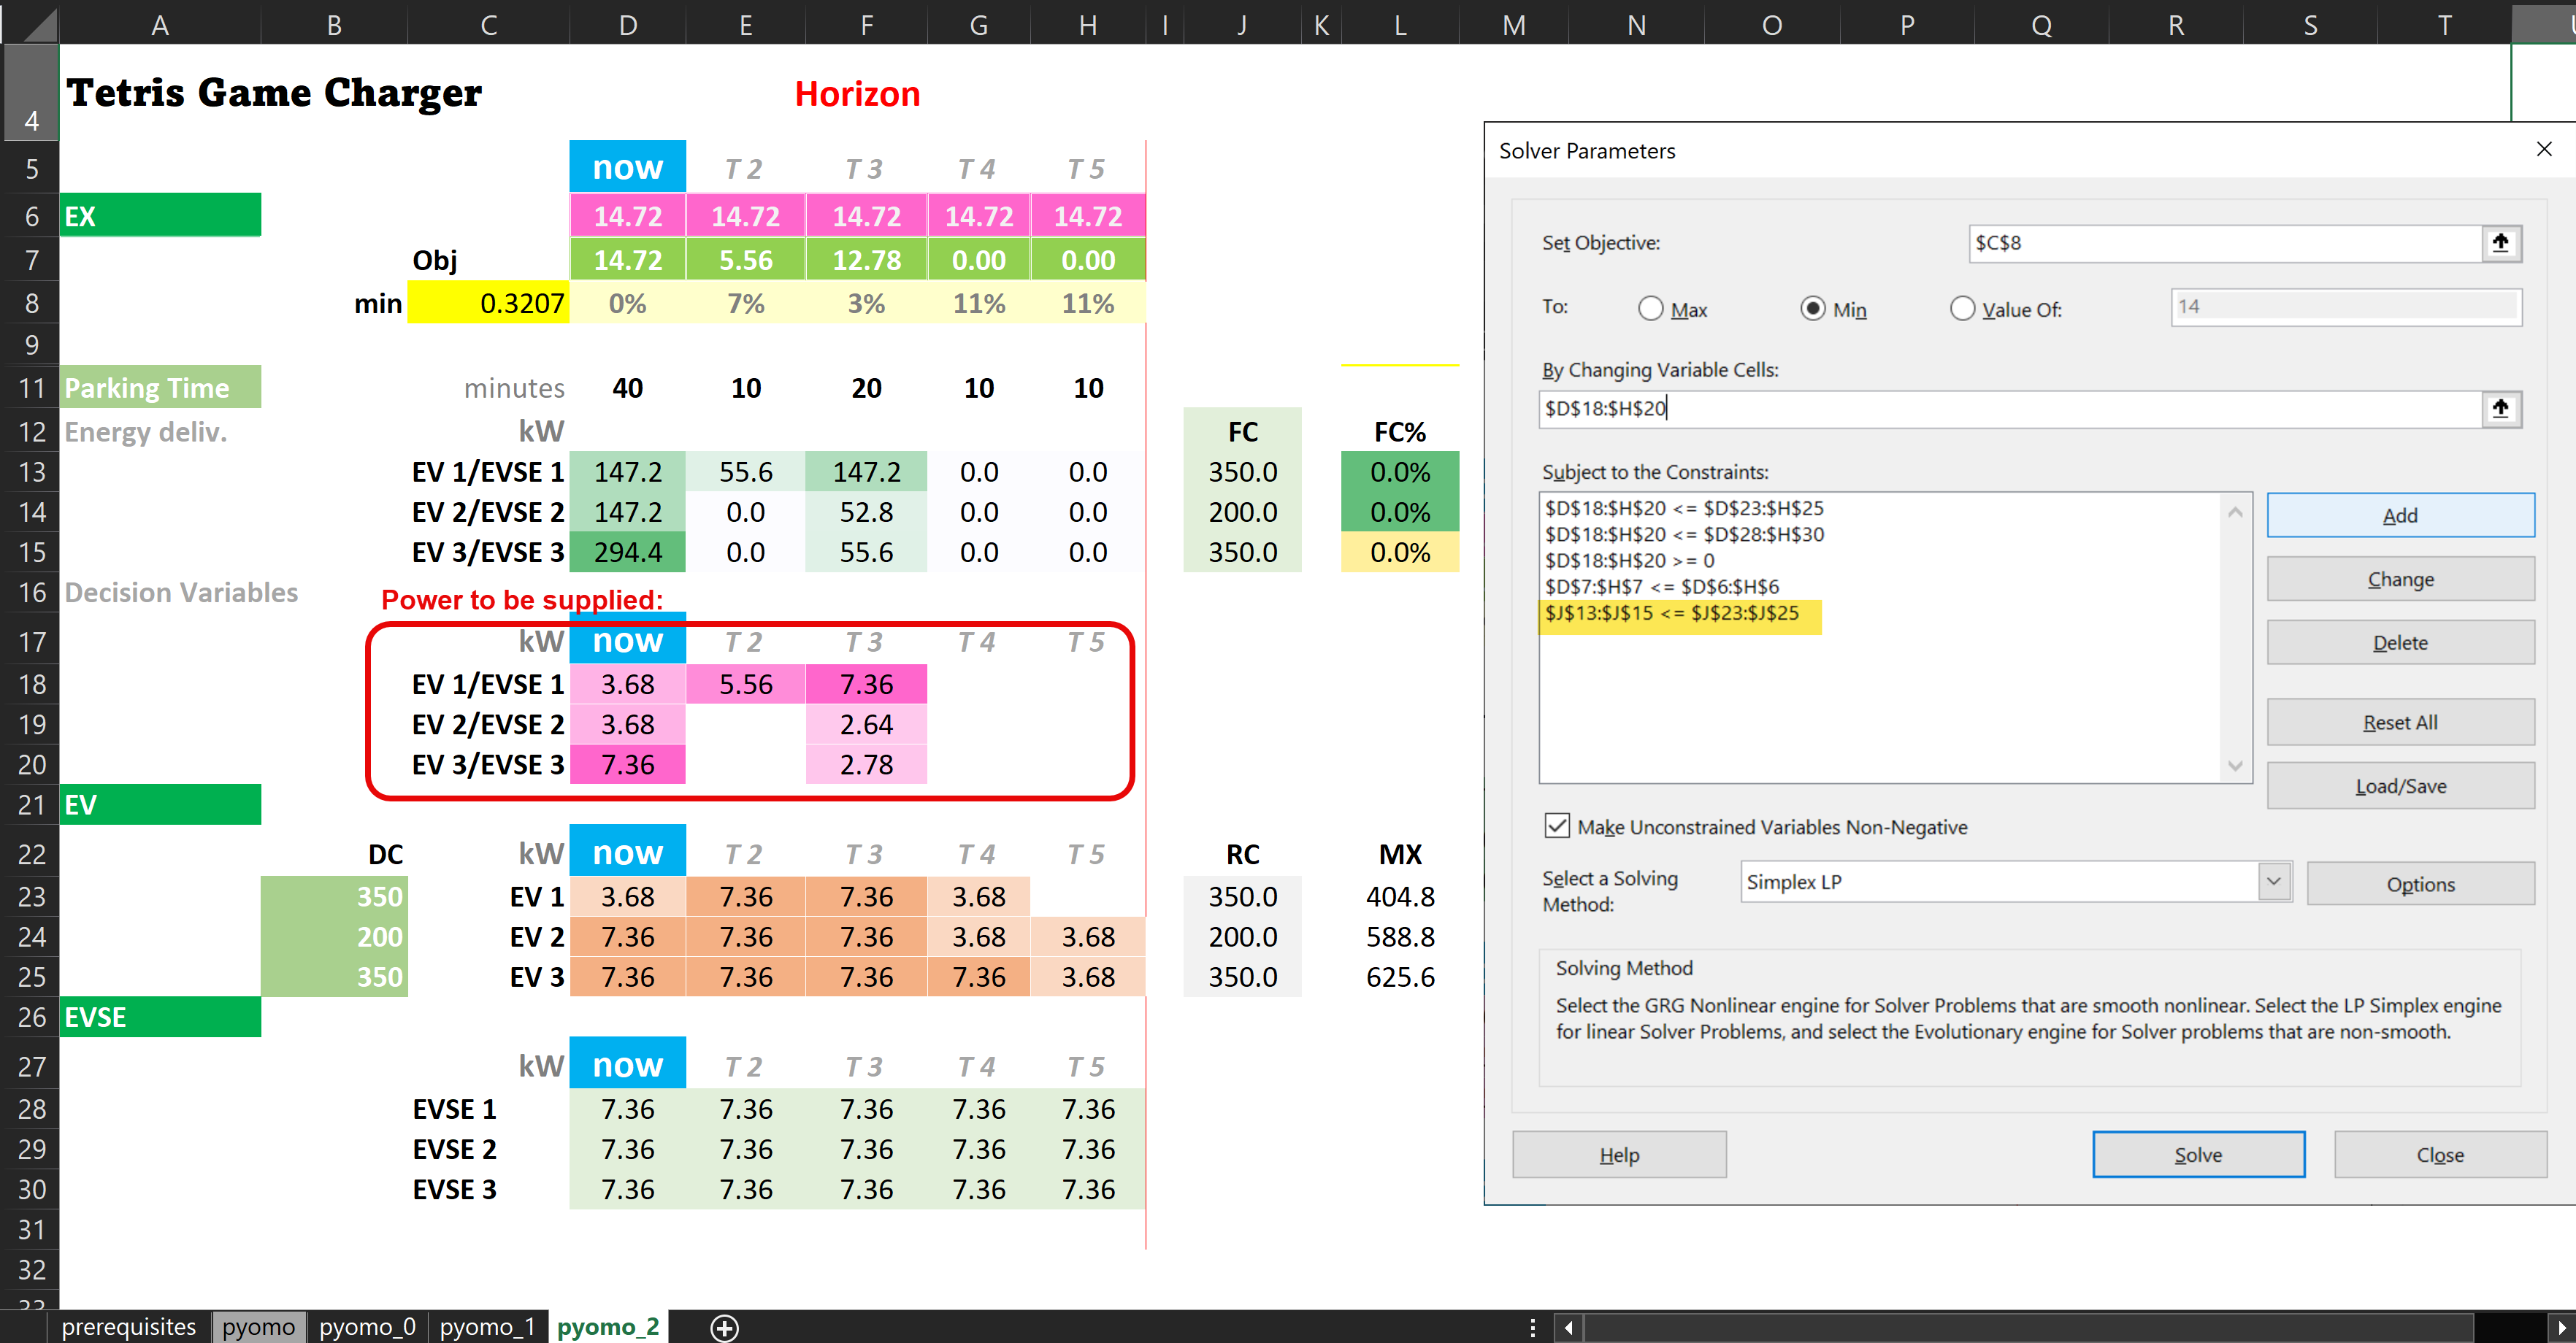 A B C D E F G H I J K L M N O P Q R S T
4 Tetris Game Charger Horizon
5 now T 2 T 3 T 4 T 5
6 EX 14.72 14.72 14.72 14.72 14.72
7 Obj 14.72 5.56 12.78 0.00 0.00
8 min 0.3207 0% 7% 3% 11% 11%
9
11 Parking Time minutes 40 10 20 10 10
12 Energy deliv. kW FC FC%
13 EV 1/EVSE 1 147.2 55.6 147.2 0.0 0.0 350.0 0.0%
14 EV 2/EVSE 2 147.2 0.0 52.8 0.0 0.0 200.0 0.0%
15 EV 3/EVSE 3 294.4 0.0 55.6 0.0 0.0 350.0 0.0%
16 Decision Variables Power to be supplied:
17 kW now T 2 T 3 T 4 T 5
18 EV 1/EVSE 1 3.68 5.56 7.36
19 EV 2/EVSE 2 3.68 2.64
20 EV 3/EVSE 3 7.36 2.78
21 EV
22 DC kW now T 2 T 3 T 4 T 5 RC MX
23 350 EV 1 3.68 7.36 7.36 3.68 350.0 404.8
24 200 EV 2 7.36 7.36 7.36 3.68 3.68 200.0 588.8
25 350 EV 3 7.36 7.36 7.36 7.36 3.68 350.0 625.6
26 EVSE
27 kW now T 2 T 3 T 4 T 5
28 EVSE 1 7.36 7.36 7.36 7.36 7.36
29 EVSE 2 7.36 7.36 7.36 7.36 7.36
30 EVSE 3 7.36 7.36 7.36 7.36 7.36
31
32
prerequisites pyomo pyomo_0 pyomo_1 pyomo_2
Solver Parameters
Set Objective: $C$8
To: Max Min Value Of: 14
By Changing Variable Cells:
$D$18:$H$20
Subject to the Constraints:
$D$18:$H$20 <= $D$23:$H$25
$D$18:$H$20 <= $D$28:$H$30
$D$18:$H$20 >= 0
$D$7:$H$7 <= $D$6:$H$6
$J$13:$J$15 <= $J$23:$J$25
Add
Change
Delete
Reset All
Load/Save
Make Unconstrained Variables Non-Negative
Select a Solving
Method:
Simplex LP
Options
Solving Method
Select the GRG Nonlinear engine for Solver Problems that are smooth nonlinear. Select the LP Simplex engine
for linear Solver Problems, and select the Evolutionary engine for Solver problems that are non-smooth.
Help Solve Close